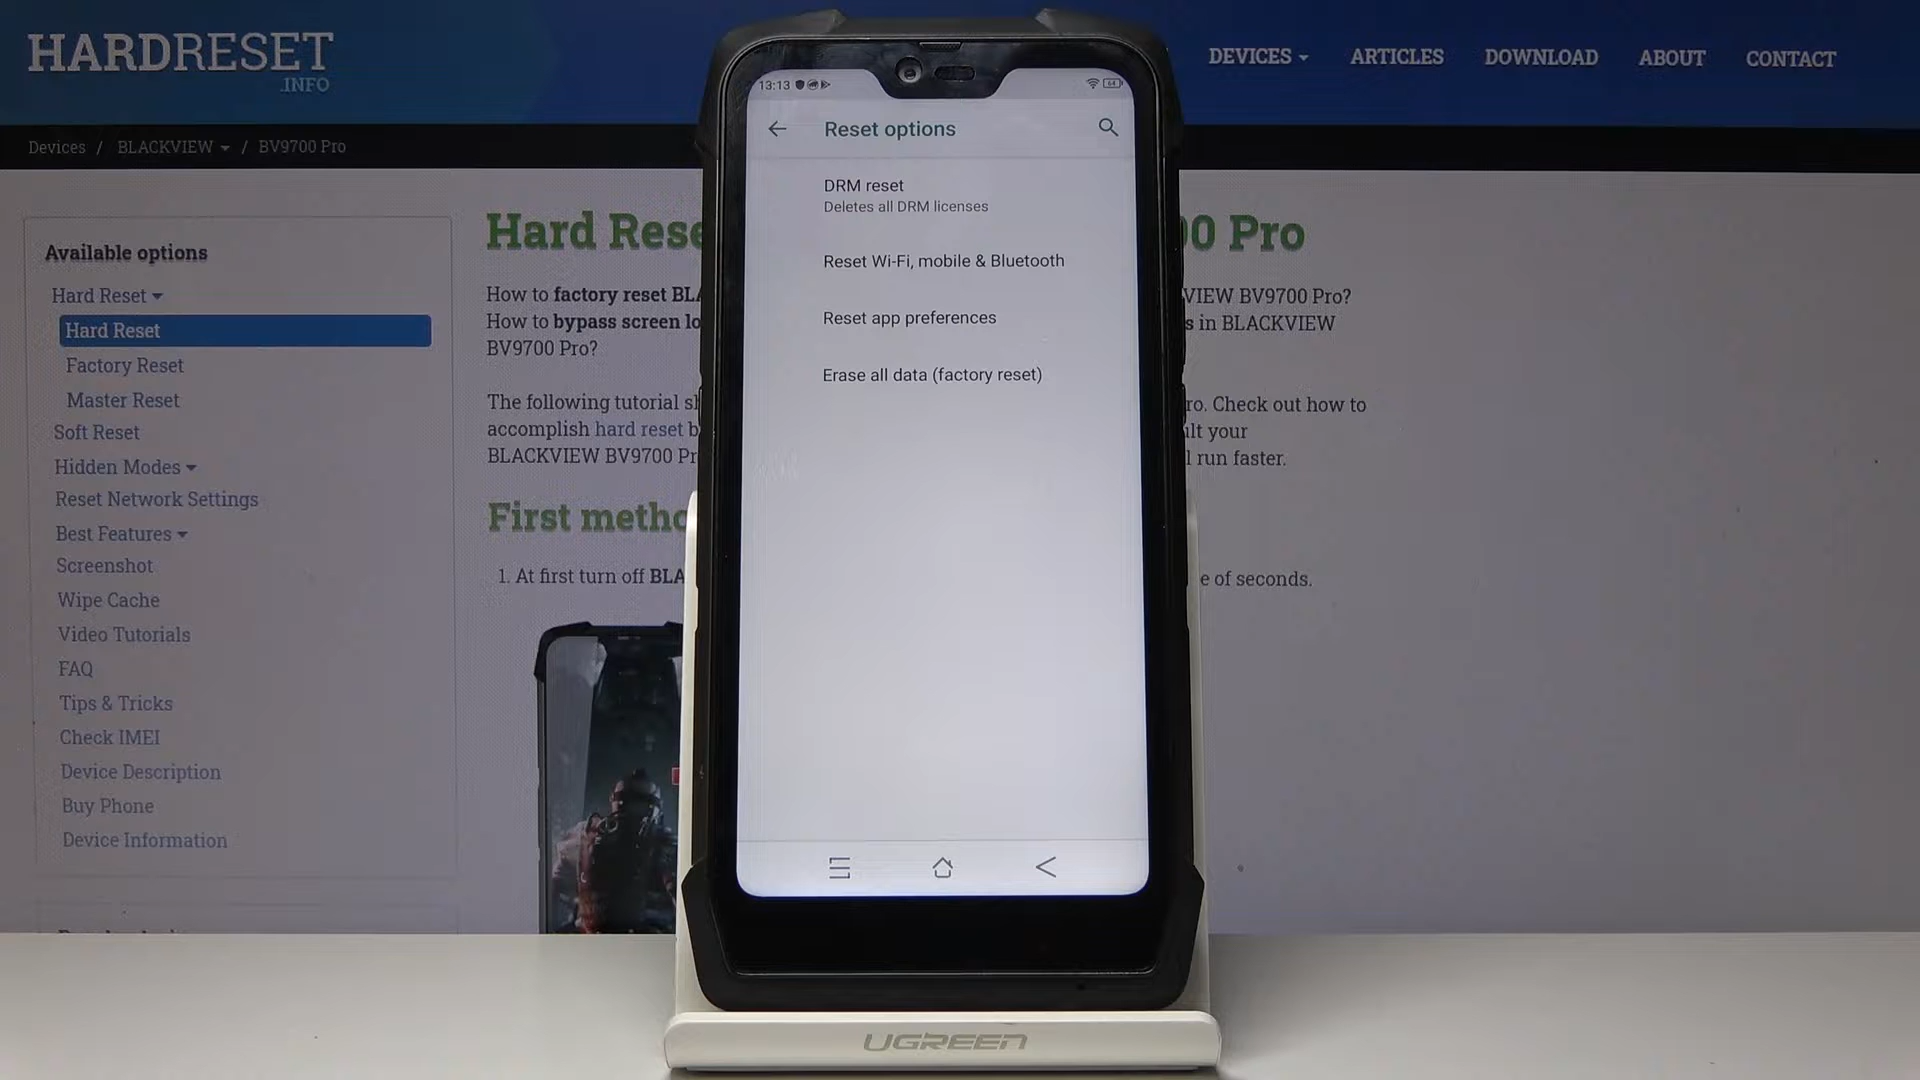 HARDRESET
.INFO
DEVICES
ARTICLES
DOWNLOAD
ABOUT
CONTACT
Devices / BLACKVIEW / BV9700 Pro
Available options
Hard Reset
Hard Reset
Factory Reset
Master Reset
Soft Reset
Hidden Modes
Reset Network Settings
Best Features
Screenshot
Wipe Cache
Video Tutorials
FAQ
Tips & Tricks
Check IMEI
Device Description
Buy Phone
Device Information
Hard Rese 00 Pro
How to factory reset BLA VIEW BV9700 Pro?
How to bypass screen lo s in BLACKVIEW
BV9700 Pro?
The following tutorial sh ro. Check out how to
accomplish hard reset b ult your
BLACKVIEW BV9700 Pr l run faster.
First metho
1. At first turn off BLA e of seconds.
13:13
64
Reset options
DRM reset
Deletes all DRM licenses
Reset Wi-Fi, mobile & Bluetooth
Reset app preferences
Erase all data (factory reset)
UGREEN